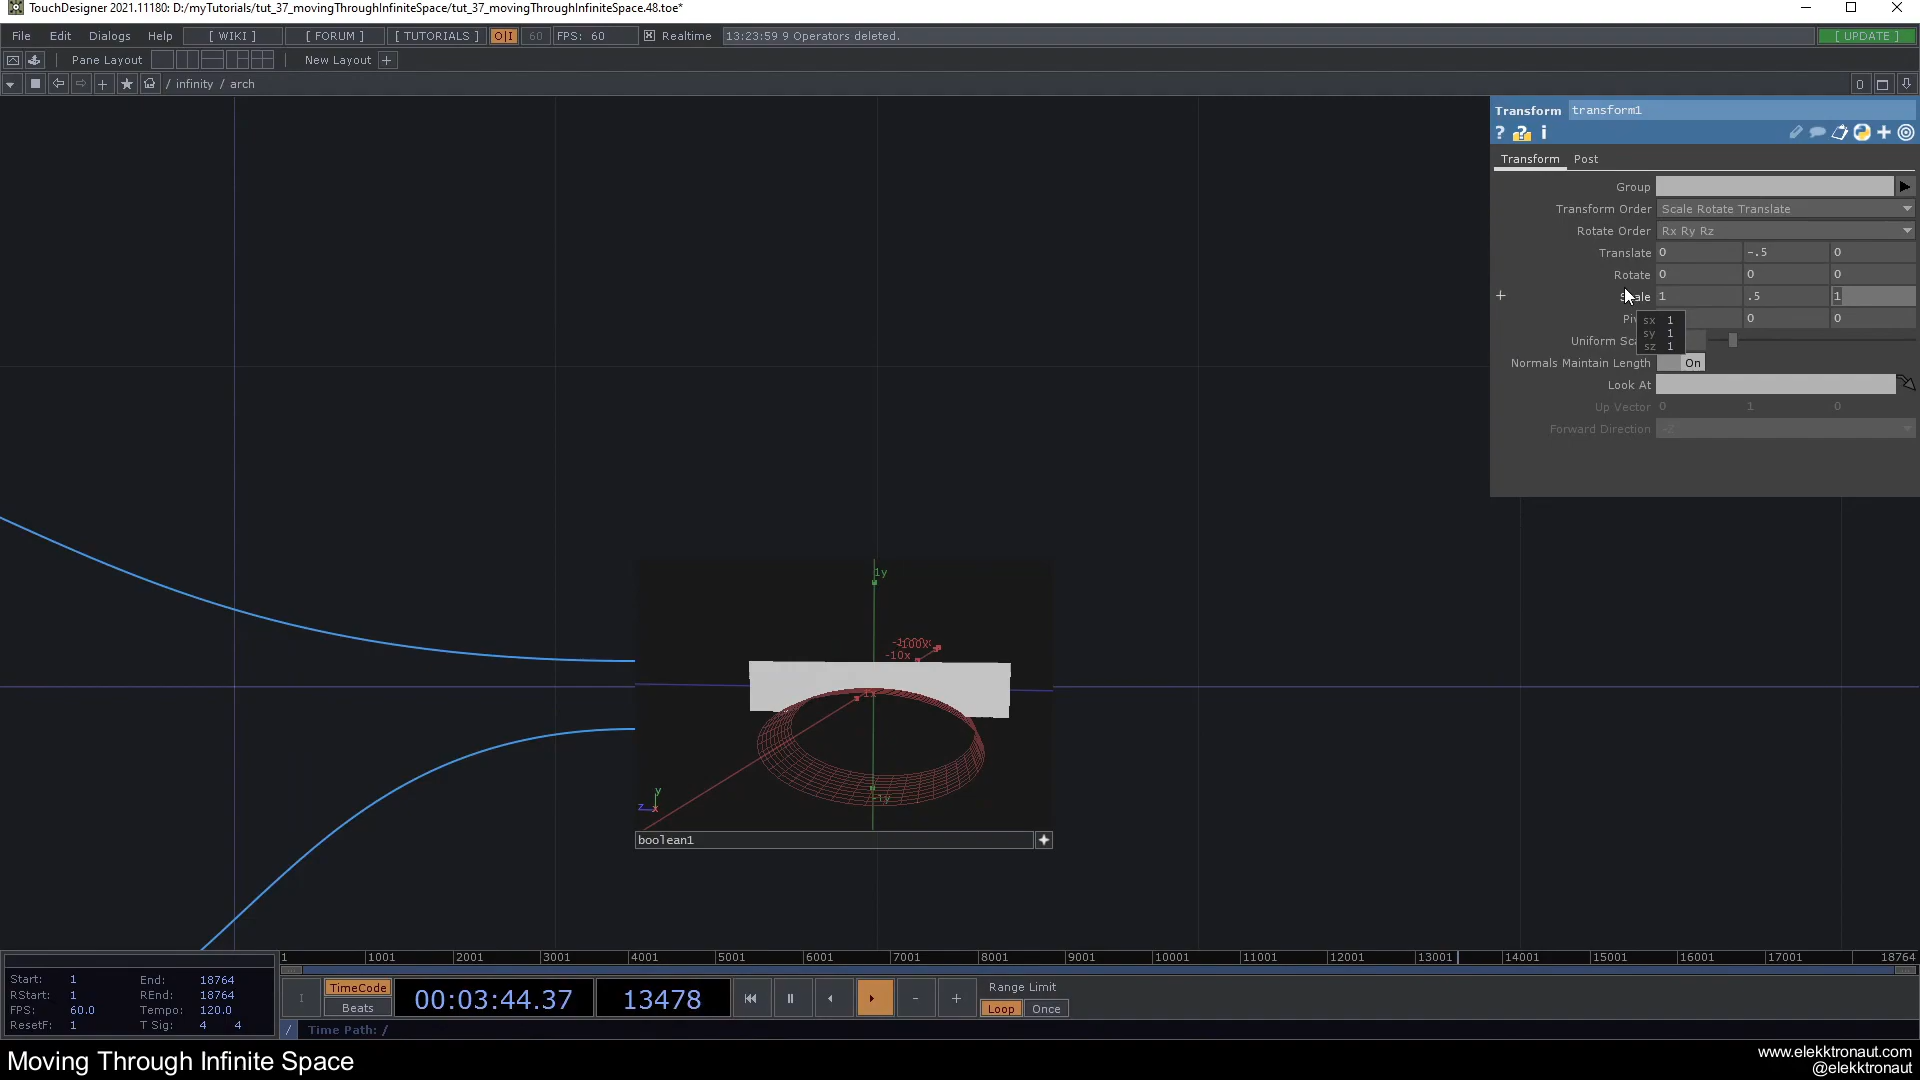 TouchDesigner 2021.11180: D:/myTutorials/tut_37_movingThroughInfiniteSpace/tut_37_movingThroughInfiniteSpace.48.toe*
File Edit Dialogs Help [ WIKI ] [ FORUM ] [ TUTORIALS ] O|I 60 FPS: 60 Realtime 13:23:59 9 Operators deleted. [ UPDATE ]
Pane Layout New Layout +
/ infinity / arch 0
Transform transform1
? ? i
Transform Post
Group
Transform Order Scale Rotate Translate
Rotate Order Rx Ry Rz
Translate 0 -.5 0
Rotate 0 0 0
Scale 1 .5 1
0 0
sx 1
sy 1
sz 1
Normals Maintain Length On
Look At
Up Vector 0 1 0
Forward Direction -Z
1y
-100x
-10x
1x
-1y
y
z x
boolean1
1 1001 2001 3001 4001 5001 6001 7001 8001 9001 10001 11001 12001 13001 14001 15001 16001 17001 18764
Start: 1 End: 18764
RStart: 1 REnd: 18764
FPS: 60.0 Tempo: 120.0
ResetF: 1 T Sig: 4 4
TimeCode
Beats
00:03:44.37 13478
Range Limit
Loop Once
/ Time Path: /
Moving Through Infinite Space
www.elekktronaut.com
@elekktronaut